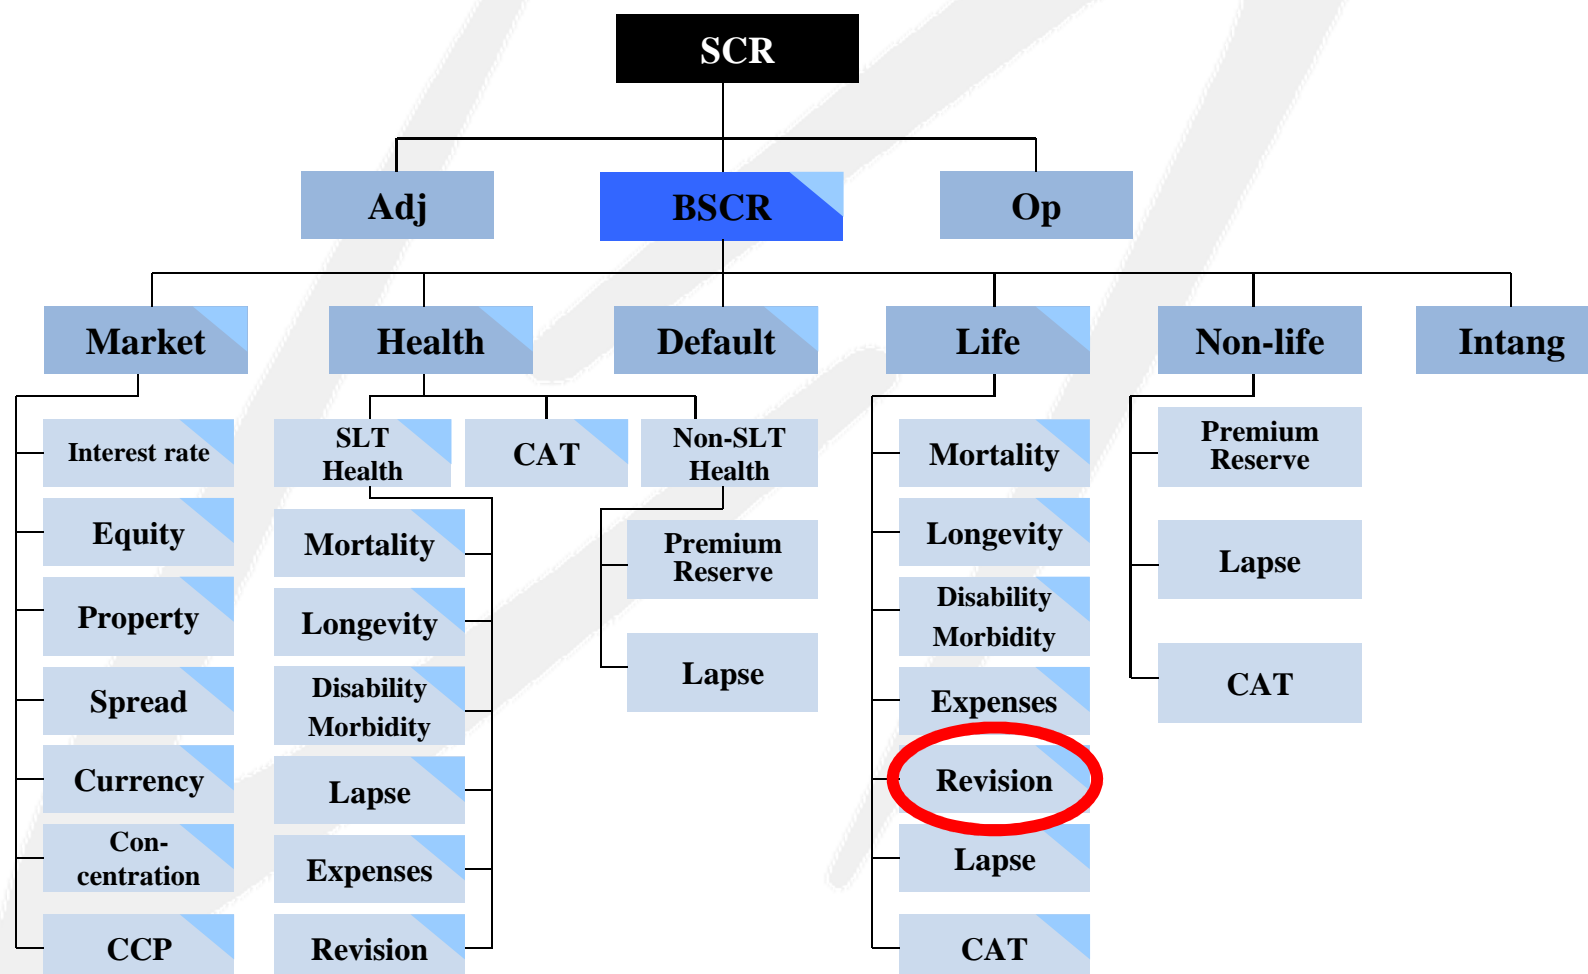 SCR
Adj
BSCR
Op
Market
Health
Default
Life
Non-life
Intang
Interest rate
Equity
Property
Spread
Currency
Con-
centration
CCP
SLT
Health
CAT
Non-SLT
Health
Mortality
Longevity
Disability
Morbidity
Lapse
Expenses
Revision
Premium
Reserve
Lapse
Mortality
Longevity
Disability
Morbidity
Expenses
Revision
Lapse
CAT
Premium
Reserve
Lapse
CAT